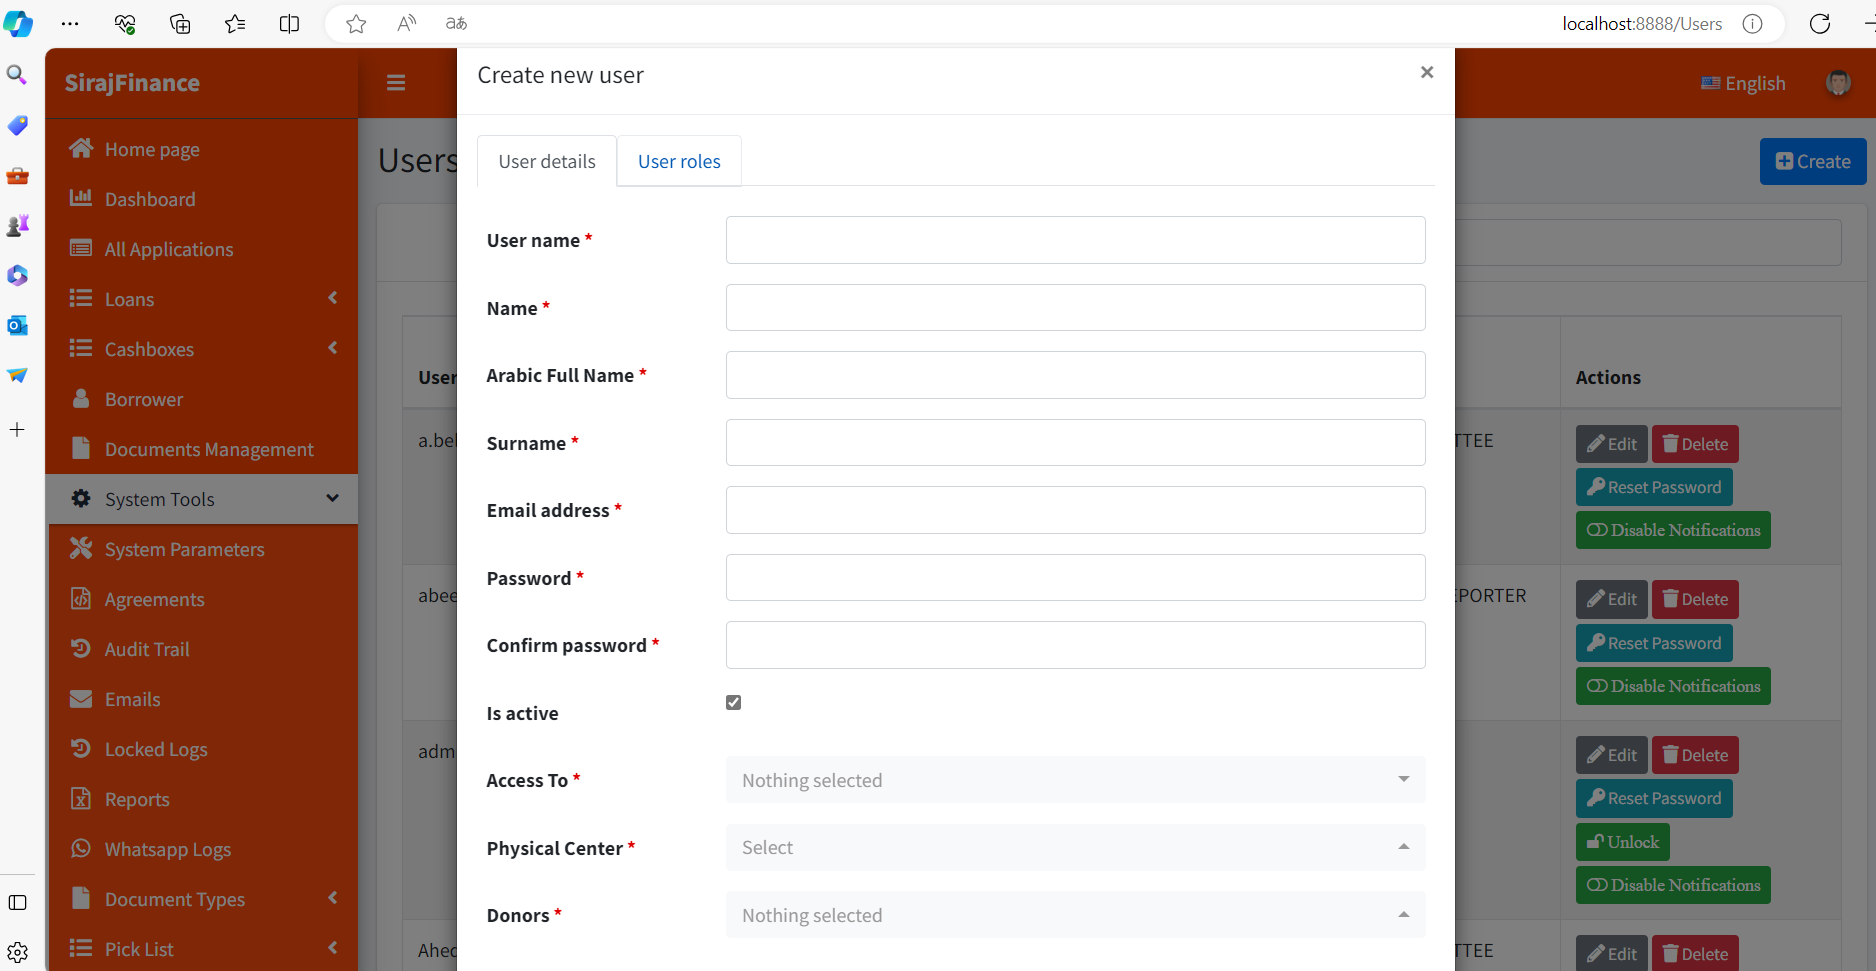 localhost:8888/Users
SirajFinance
English
Home page
Dashboard
All Applications
Loans
Cashboxes
Borrower
Documents Management
System Tools
System Parameters
Agreements
Audit Trail
Emails
Locked Logs
Reports
Whatsapp Logs
Document Types
Pick List
Users
Create
Create new user
×
User details
User roles
User name *
Name *
Arabic Full Name *
Surname *
Email address *
Password *
Confirm password *
Is active
Access To * Nothing selected
Physical Center * Select
Donors * Nothing selected
User
Actions
a.bel
TTEE
Edit Delete
Reset Password
Disable Notifications
abee
EPORTER
Edit Delete
Reset Password
Disable Notifications
adm
Edit Delete
Reset Password
Unlock
Disable Notifications
Ahed
TTEE
Edit Delete